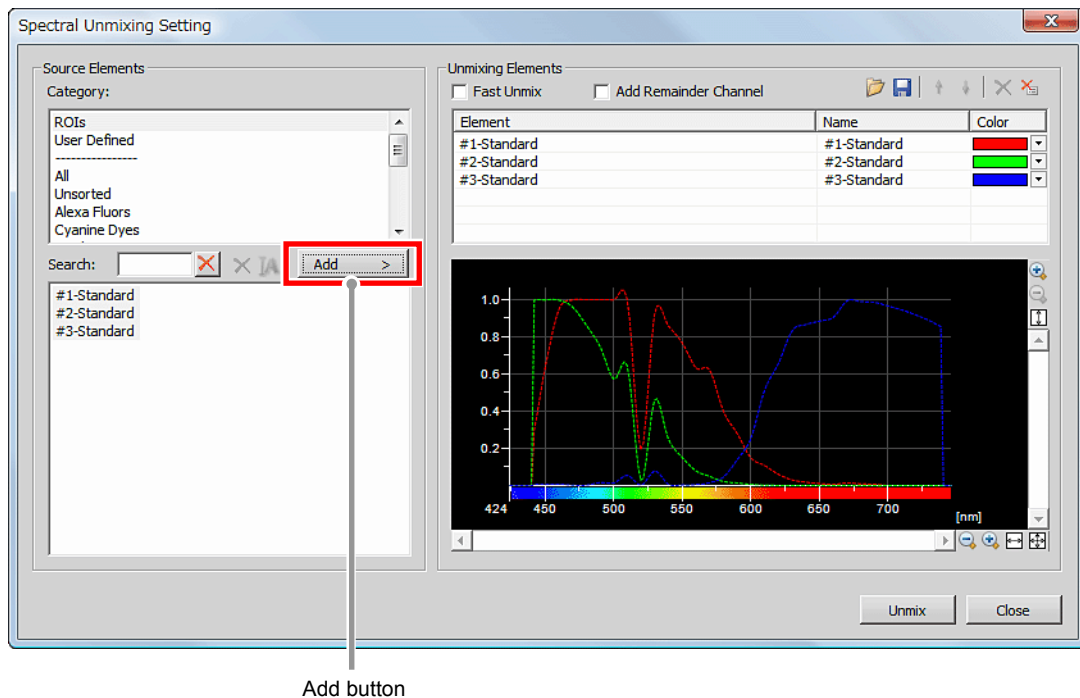 Spectral Unmixing Setting
Source Elements
Category:
ROIs
User Defined
----------------
All
Unsorted
Alexa Fluors
Cyanine Dyes
Search:
Add >
#1-Standard
#2-Standard
#3-Standard
Unmixing Elements
Fast Unmix
Add Remainder Channel
Element Name Color
#1-Standard #1-Standard
#2-Standard #2-Standard
#3-Standard #3-Standard
1.0
0.8
0.6
0.4
0.2
424 450 500 550 600 650 700 [nm]
Unmix Close
Add button